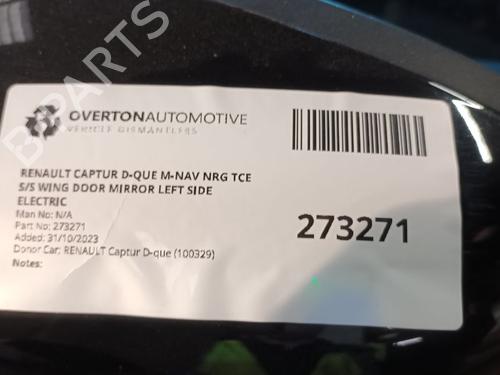 OVERTONAUTOMOTIVE
VEHICLE DISMANTLERS
RENAULT CAPTUR D-QUE M-NAV NRG TCE
S/S WING DOOR MIRROR LEFT SIDE
ELECTRIC
Man No: N/A
Part No: 273271
Added: 31/10/2023
Donor Car: RENAULT Captur D-que (100329)
Notes:
273271
B-PARTS